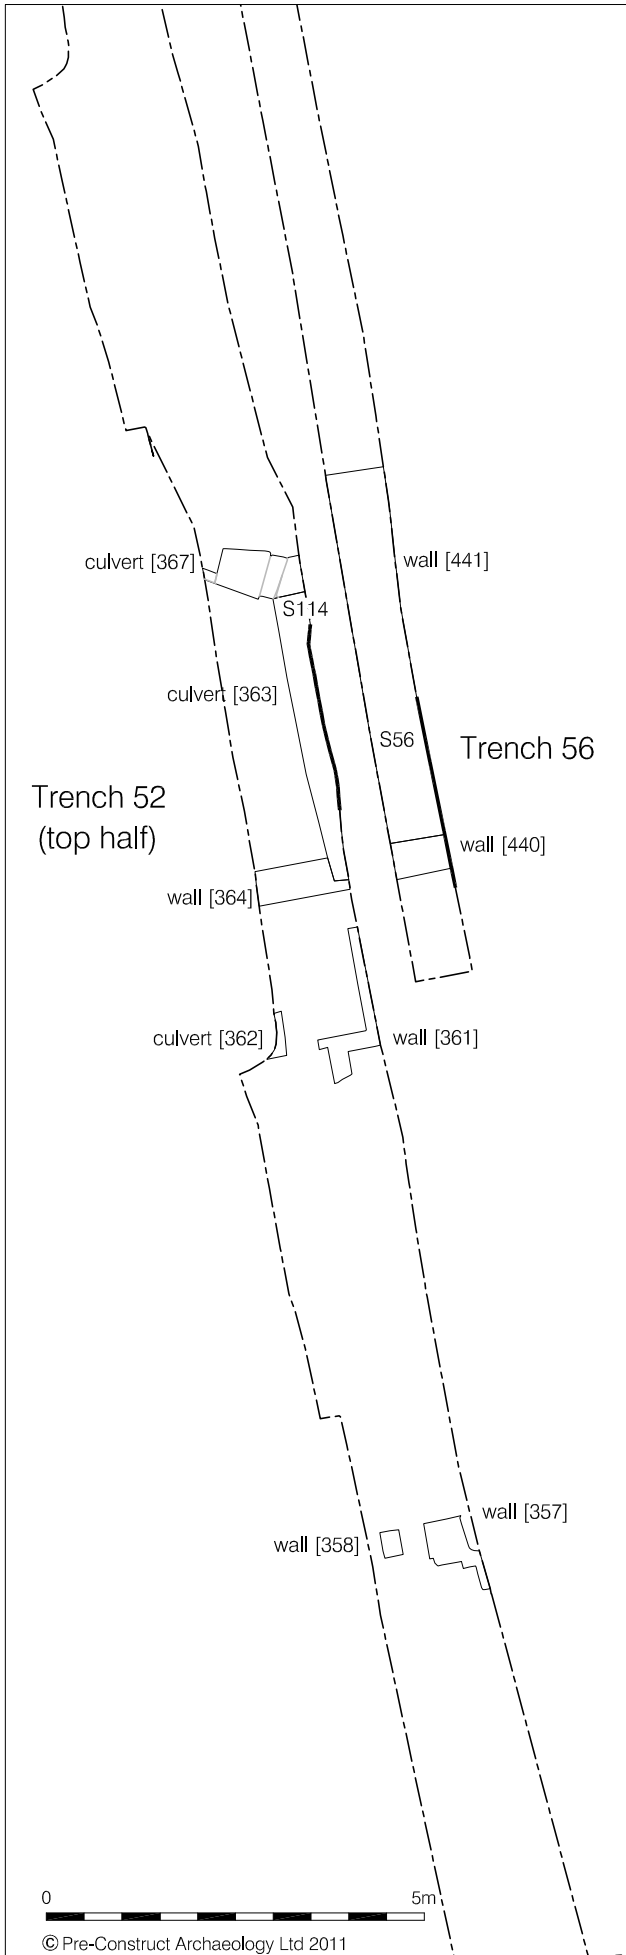 culvert [367]
wall [441]
S114
culvert [363]
S56
Trench 56
Trench 52
(top half)
wall [440]
wall [364]
culvert [362]
wall [361]
wall [357]
wall [358]
0 5m
© Pre-Construct Archaeology Ltd 2011